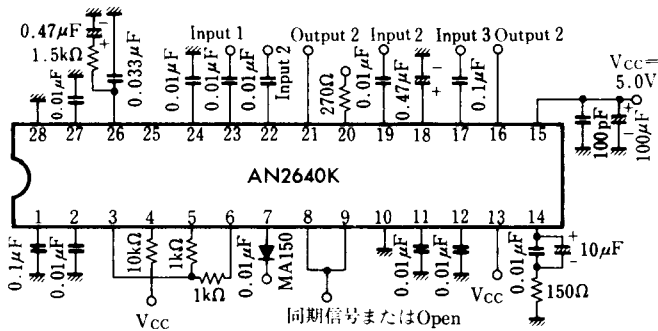 0.47μF
1.5kΩ
0.033μF
0.01μF
0.01μF
Input 1
0.01μF
0.01μF
Input 2
Output 2
270Ω
Input 2
0.01μF
0.47μF
Input 3
0.1μF
Output 2
VCC=
5.0V
100pF
100μF
28 27 26 25 24 23 22 21 20 19 18 17 16 15
AN2640K
1 2 3 4 5 6 7 8 9 10 11 12 13 14
0.1μF
0.01μF
10kΩ
1kΩ
1kΩ
VCC
0.01μF
MA150
同期信号またはOpen
0.01μF
0.01μF
VCC
0.01μF
10μF
150Ω